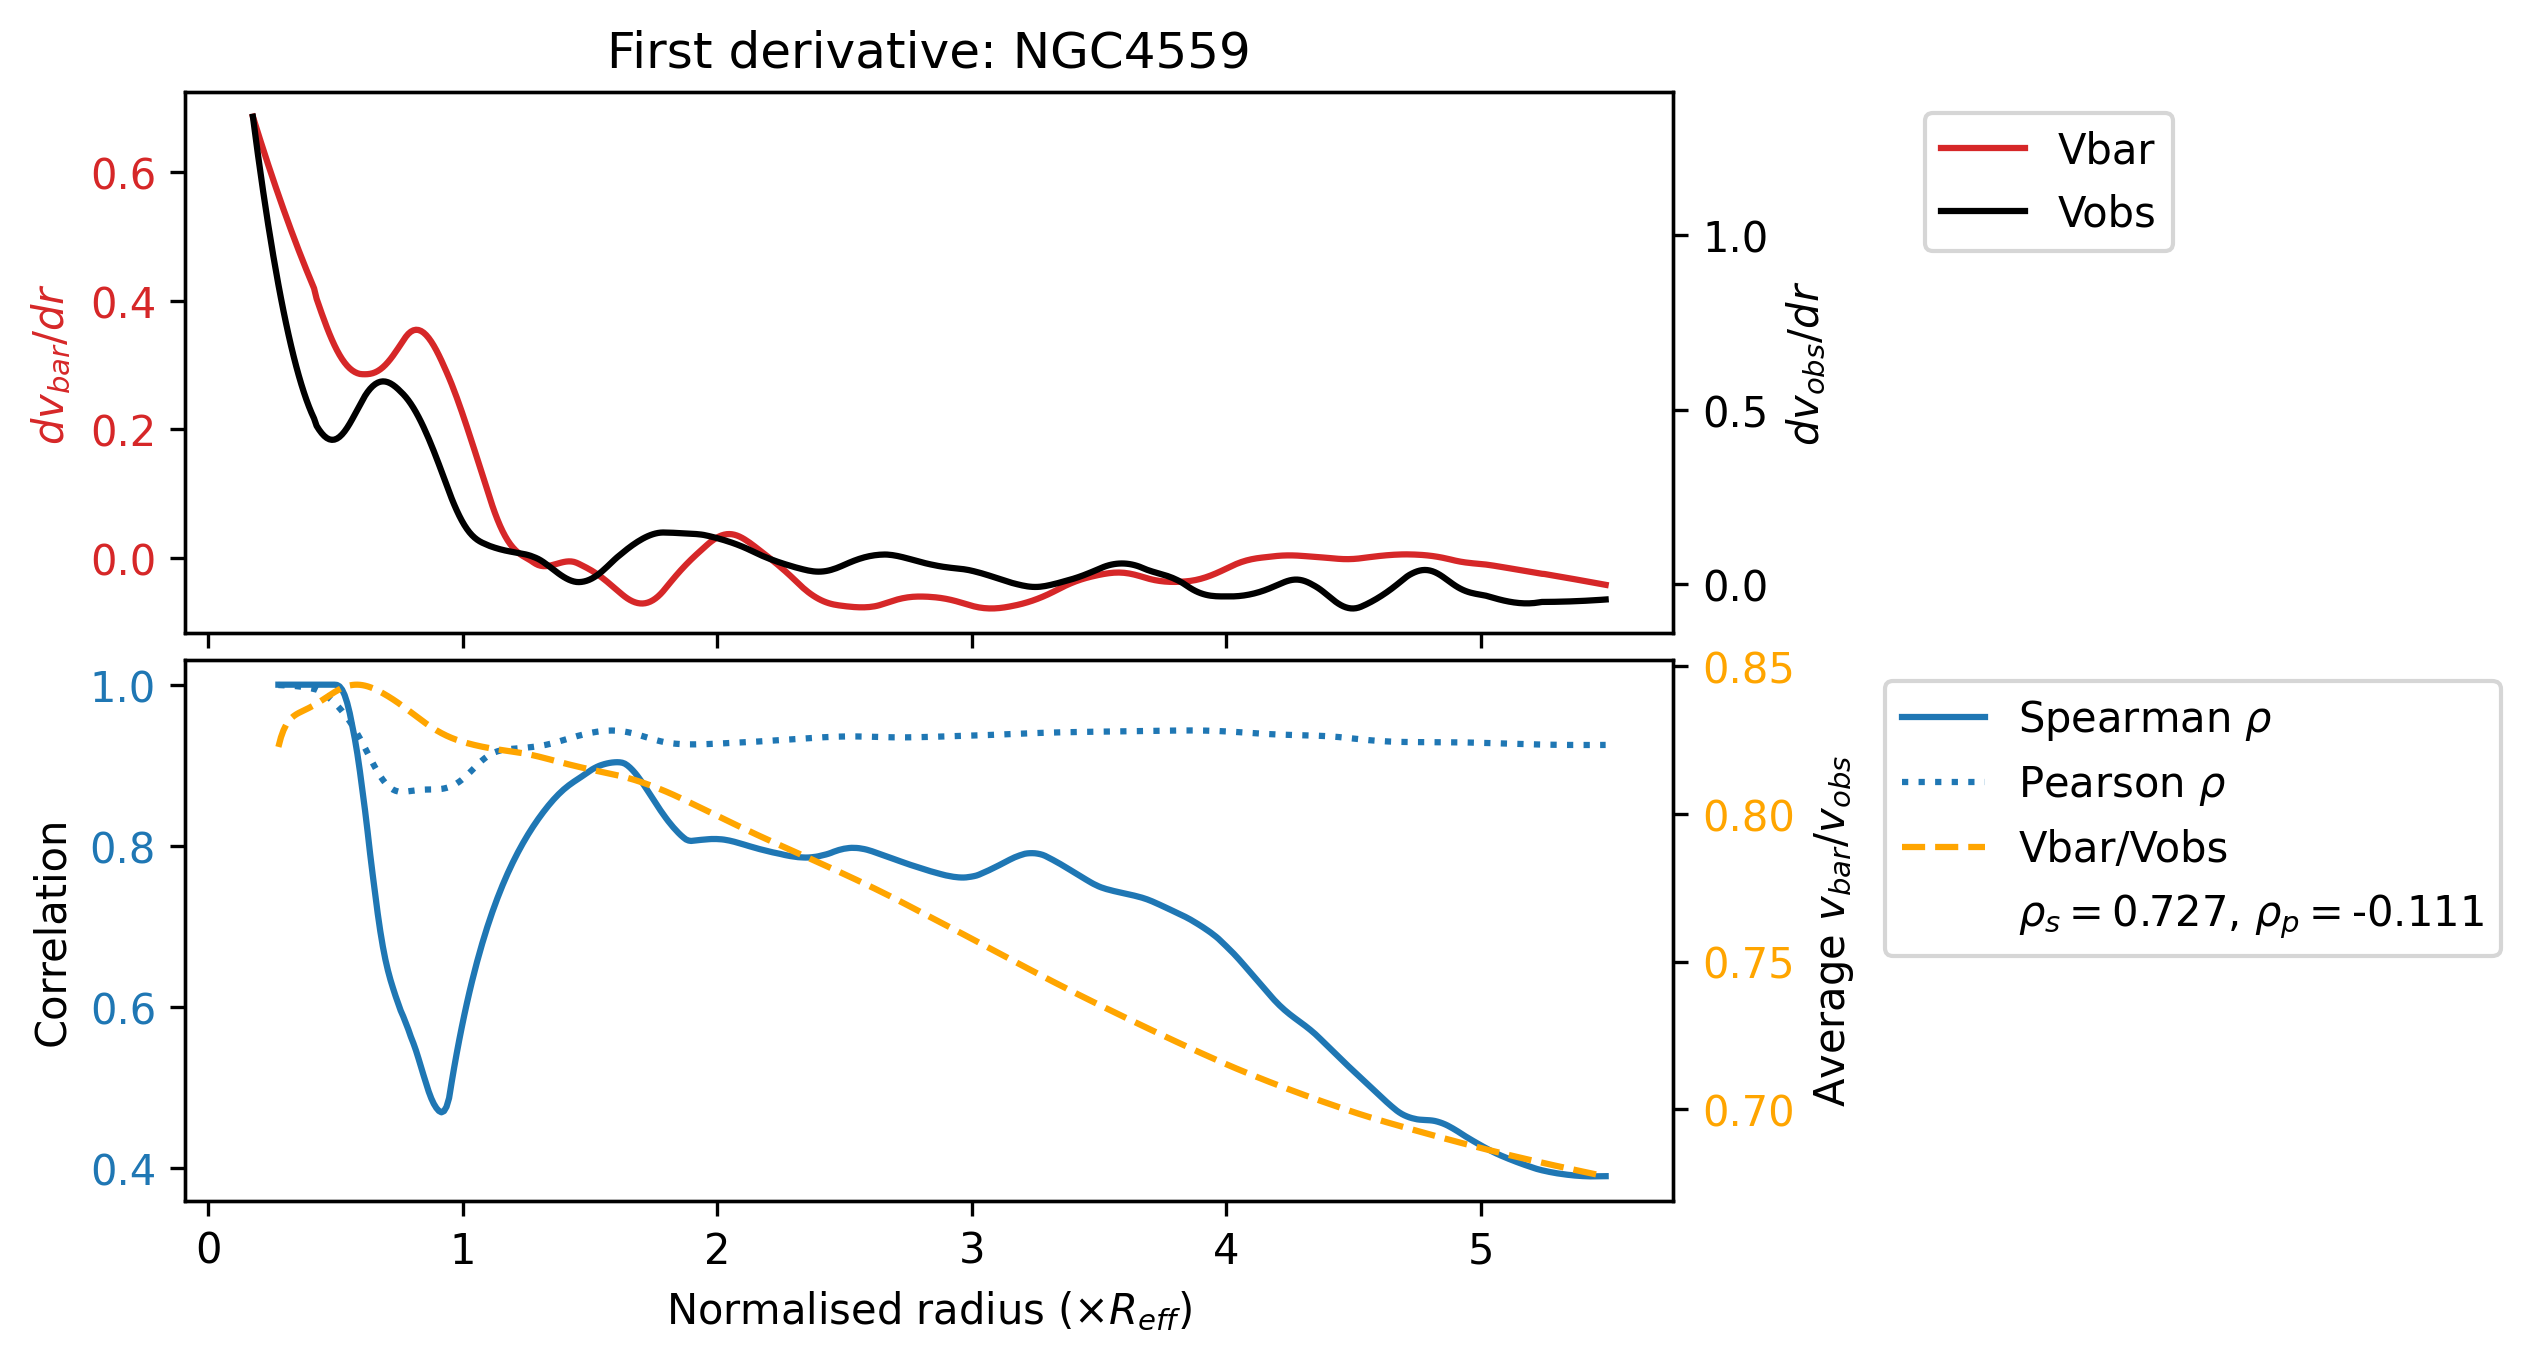 First derivative: NGC4559
dv_bar/dr
0.6
0.4
0.2
0.0
1.0
0.5
0.0
dv_obs/dr
Vbar
Vobs
Correlation
1.0
0.8
0.6
0.4
0.85
0.80
0.75
0.70
Average v_bar/v_obs
Spearman ρ
Pearson ρ
Vbar/Vobs
ρ_s = 0.727, ρ_p = -0.111
0 1 2 3 4 5
Normalised radius (×R_eff)